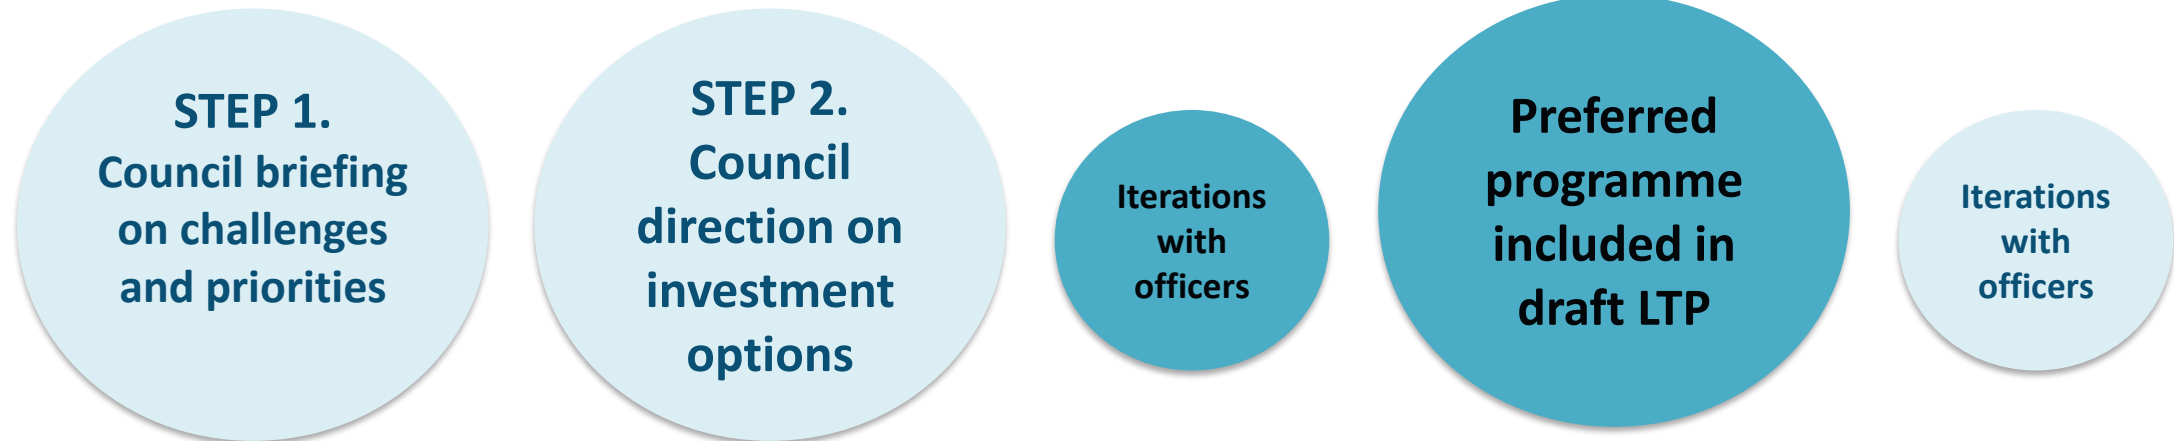 STEP 1.
Council briefing
on challenges
and priorities
STEP 2.
Council
direction on
investment
options
Iterations
with
officers
Preferred
programme
included in
draft LTP
Iterations
with
officers